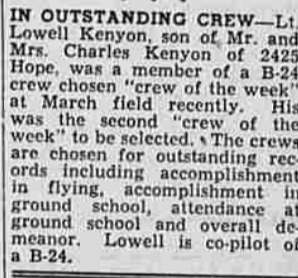 IN OUTSTANDING CREW—Lt.
Lowell Kenyon, son of Mr. and
Mrs. Charles Kenyon of 2425
Hope, was a member of a B-24
crew chosen "crew of the week"
at March field recently. His
was the second "crew of the
week" to be selected. The crews
are chosen for outstanding rec-
ords including accomplishment
in flying, accomplishment in
ground school, attendance at
ground school and overall de-
meanor. Lowell is co-pilot of
a B-24.